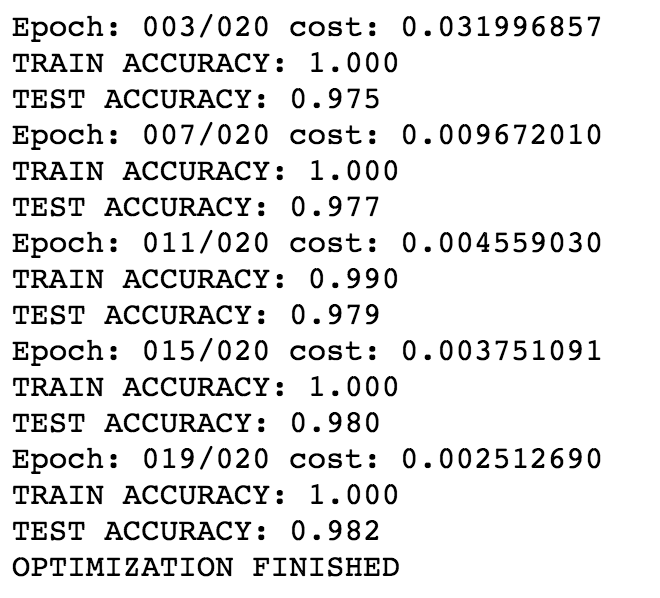 Epoch: 003/020 cost: 0.031996857
TRAIN ACCURACY: 1.000
TEST ACCURACY: 0.975
Epoch: 007/020 cost: 0.009672010
TRAIN ACCURACY: 1.000
TEST ACCURACY: 0.977
Epoch: 011/020 cost: 0.004559030
TRAIN ACCURACY: 0.990
TEST ACCURACY: 0.979
Epoch: 015/020 cost: 0.003751091
TRAIN ACCURACY: 1.000
TEST ACCURACY: 0.980
Epoch: 019/020 cost: 0.002512690
TRAIN ACCURACY: 1.000
TEST ACCURACY: 0.982
OPTIMIZATION FINISHED